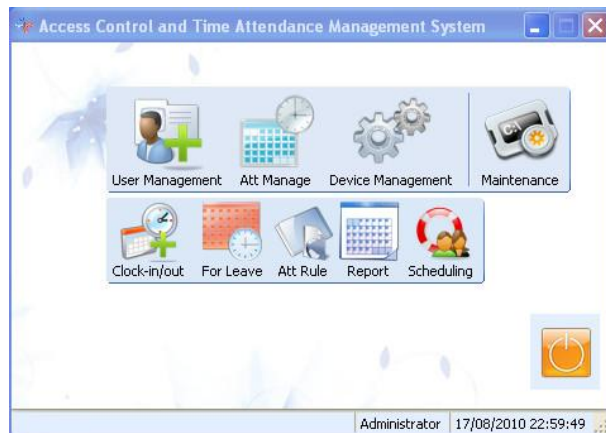 Access Control and Time Attendance Management System
User Management Att Manage Device Management Maintenance
Clock-in/out For Leave Att Rule Report Scheduling
Administrator 17/08/2010 22:59:49